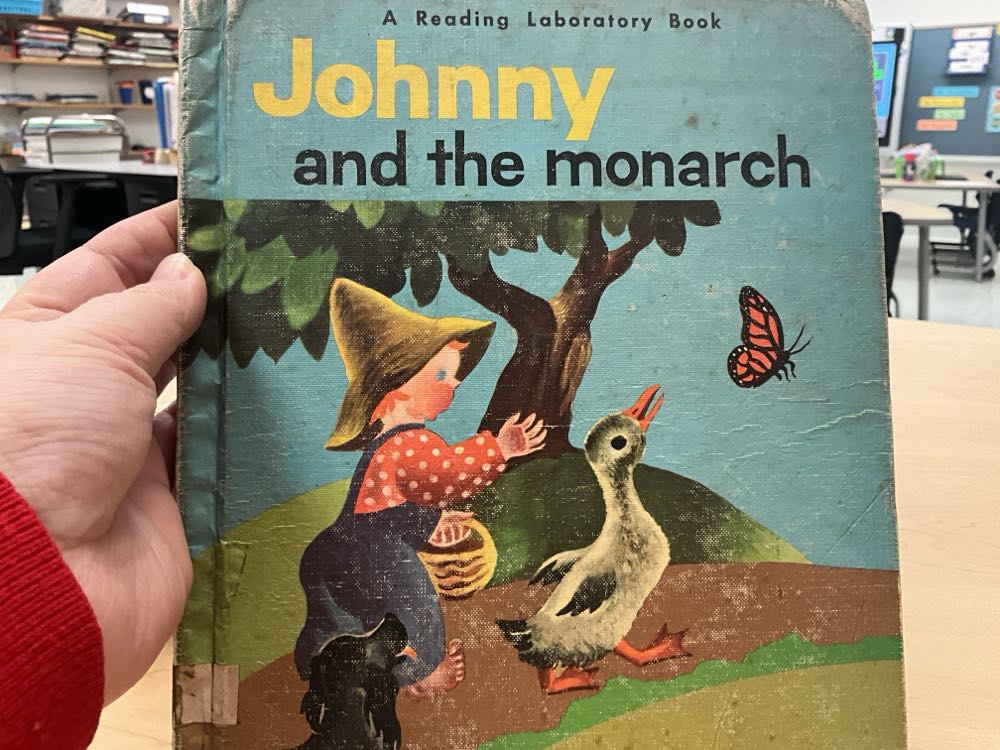 A Reading Laboratory Book
Johnny
and the monarch